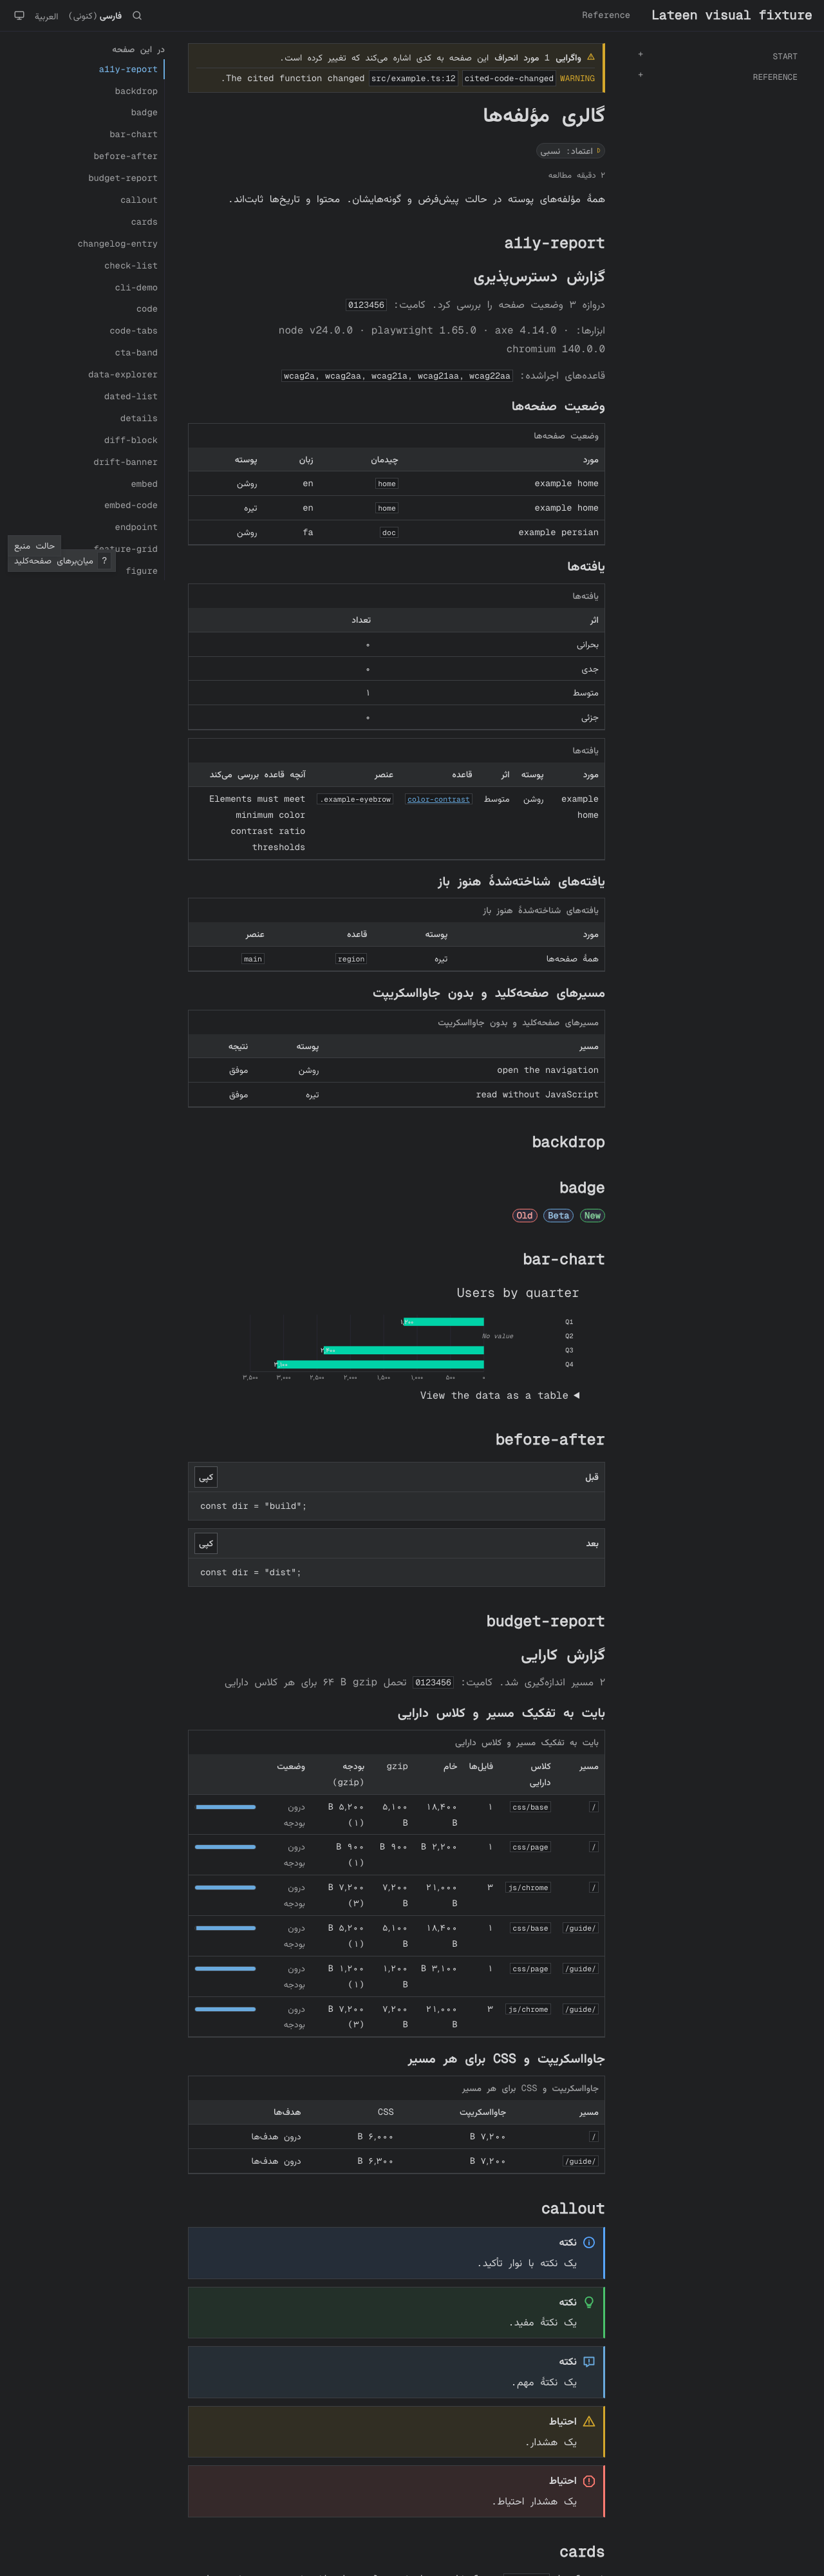 Lateen visual fixture
Reference
فارسی (کنونی)
العربية
START
REFERENCE
در این صفحه
a11y-report
backdrop
badge
bar-chart
before-after
budget-report
callout
cards
changelog-entry
check-list
cli-demo
code
code-tabs
cta-band
data-explorer
dated-list
details
diff-block
drift-banner
embed
embed-code
endpoint
feature-grid
figure
حالت منبع
? میان‌برهای صفحه‌کلید
واگرایی 1 مورد انحراف این صفحه به کدی اشاره می‌کند که تغییر کرده است.
WARNING cited-code-changed src/example.ts:12 The cited function changed.
گالری مؤلفه‌ها
اعتماد: نسبی
۲ دقیقه مطالعه
همهٔ مؤلفه‌های پوسته در حالت پیش‌فرض و گونه‌هایشان. محتوا و تاریخ‌ها ثابت‌اند.
a11y-report
گزارش دسترس‌پذیری
دروازه ۳ وضعیت صفحه را بررسی کرد. کامیت: 0123456
ابزارها: node v24.0.0 · playwright 1.65.0 · axe 4.14.0 ·
chromium 140.0.0
قاعده‌های اجراشده: wcag2a, wcag2aa, wcag21a, wcag21aa, wcag22aa
وضعیت صفحه‌ها
وضعیت صفحه‌ها
مورد چیدمان زبان پوسته
example home home en روشن
example home home en تیره
example persian doc fa روشن
یافته‌ها
یافته‌ها
اثر تعداد
بحرانی ۰
جدی ۰
متوسط ۱
جزئی ۰
یافته‌ها
مورد پوسته اثر قاعده عنصر آنچه قاعده بررسی می‌کند
example home روشن متوسط color-contrast .example-eyebrow Elements must meet
minimum color
contrast ratio
thresholds
یافته‌های شناخته‌شدهٔ هنوز باز
یافته‌های شناخته‌شدهٔ هنوز باز
مورد پوسته قاعده عنصر
همهٔ صفحه‌ها تیره region main
مسیرهای صفحه‌کلید و بدون جاوااسکریپت
مسیرهای صفحه‌کلید و بدون جاوااسکریپت
مسیر پوسته نتیجه
open the navigation روشن موفق
read without JavaScript تیره موفق
backdrop
badge
New Beta Old
bar-chart
Users by quarter
Q1 ۱٬۲۰۰
Q2 No value
Q3 ۲٬۴۰۰
Q4 ۳٬۱۰۰
۳٬۵۰۰ ۳٬۰۰۰ ۲٬۵۰۰ ۲٬۰۰۰ ۱٬۵۰۰ ۱٬۰۰۰ ۵۰۰ ۰
View the data as a table
before-after
قبل کپی
const dir = "build";
بعد کپی
const dir = "dist";
budget-report
گزارش کارایی
۲ مسیر اندازه‌گیری شد. کامیت: 0123456 تحمل ۶۴ B gzip برای هر کلاس دارایی
بایت به تفکیک مسیر و کلاس دارایی
بایت به تفکیک مسیر و کلاس دارایی
مسیر کلاس دارایی فایل‌ها خام gzip بودجه (gzip) وضعیت
/ css/base ۱ ۱۸٬۴۰۰ B ۵٬۱۰۰ B ۵٬۲۰۰ B (۱) درون بودجه
/ css/page ۱ ۲٬۲۰۰ B ۹۰۰ B ۹۰۰ B (۱) درون بودجه
/ js/chrome ۳ ۲۱٬۰۰۰ B ۷٬۲۰۰ B ۷٬۲۰۰ B (۳) درون بودجه
/guide/ css/base ۱ ۱۸٬۴۰۰ B ۵٬۱۰۰ B ۵٬۲۰۰ B (۱) درون بودجه
/guide/ css/page ۱ ۳٬۱۰۰ B ۱٬۲۰۰ B ۱٬۲۰۰ B (۱) درون بودجه
/guide/ js/chrome ۳ ۲۱٬۰۰۰ B ۷٬۲۰۰ B ۷٬۲۰۰ B (۳) درون بودجه
جاوااسکریپت و CSS برای هر مسیر
جاوااسکریپت و CSS برای هر مسیر
مسیر جاوااسکریپت CSS هدف‌ها
/ ۷٬۲۰۰ B ۶٬۰۰۰ B درون هدف‌ها
/guide/ ۷٬۲۰۰ B ۶٬۳۰۰ B درون هدف‌ها
callout
نکته
یک نکته با نوار تأکید.
نکته
یک نکتهٔ مفید.
نکته
یک نکتهٔ مهم.
احتیاط
یک هشدار.
احتیاط
یک هشدار احتیاط.
cards